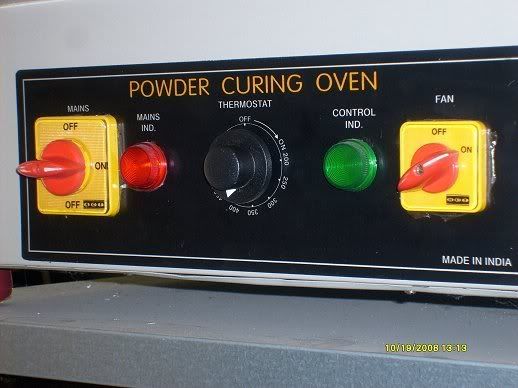 POWDER CURING OVEN
MAINS
OFF
ON
OFF
MAINS
IND.
THERMOSTAT
OFF
ON 200
250
300
350
400
CONTROL
IND.
FAN
OFF
ON
MADE IN INDIA
10/19/2008 13:13